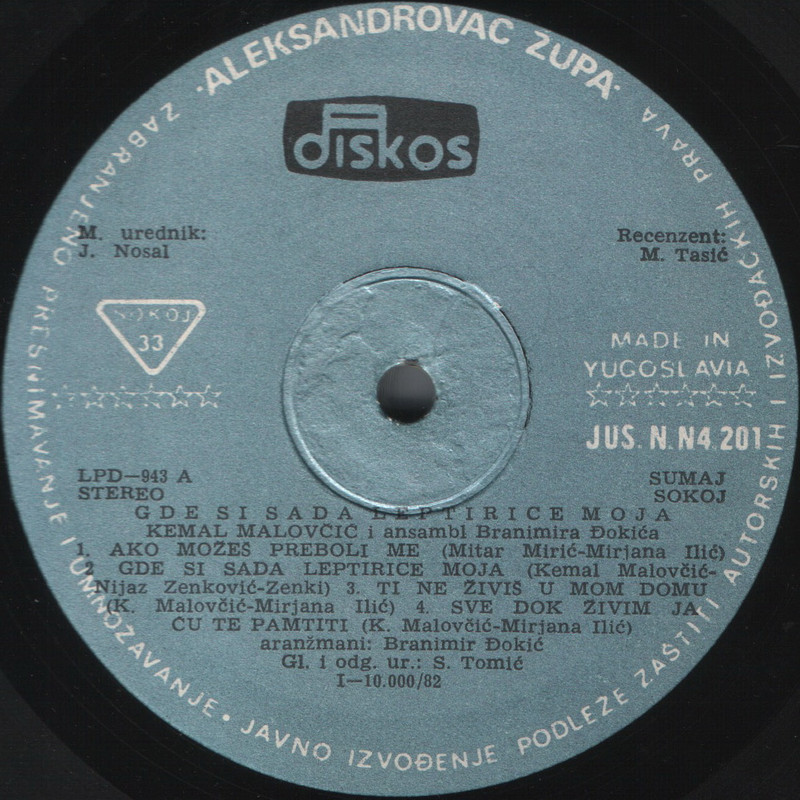 ·ALEKSANDROVAC ŽUPA·
diskos
M. urednik:
J. Nosal
Recenzent:
M. Tasić
SOKOJ
33
MADE IN
YUGOSLAVIA
JUS. N. N4.201
LPD—943 A
STEREO
SUMAJ
SOKOJ
GDE SI SADA LEPTIRICE MOJA
KEMAL MALOVČIĆ i ansambl Branimira Đokića
1. AKO MOŽEŠ PREBOLI ME (Mitar Mirić-Mirjana Ilić)
2 GDE SI SADA LEPTIRICE MOJA (Kemal Malovčić-
Nijaz Zenković-Zenki) 3. TI NE ŽIVIŠ U MOM DOMU
(K. Malovčić-Mirjana Ilić) 4. SVE DOK ŽIVIM JA
ĆU TE PAMTITI (K. Malovčić-Mirjana Ilić)
aranžmani: Branimir Đokić
Gl. i odg. ur.: S. Tomić
I—10.000/82
ZABRANJENO PRESNIMAVANJE I UMNOZAVANJE • JAVNO IZVOĐENJE PODLEŽE ZAŠTITI AUTORSKIH I IZVOĐAČKIH PRAVA